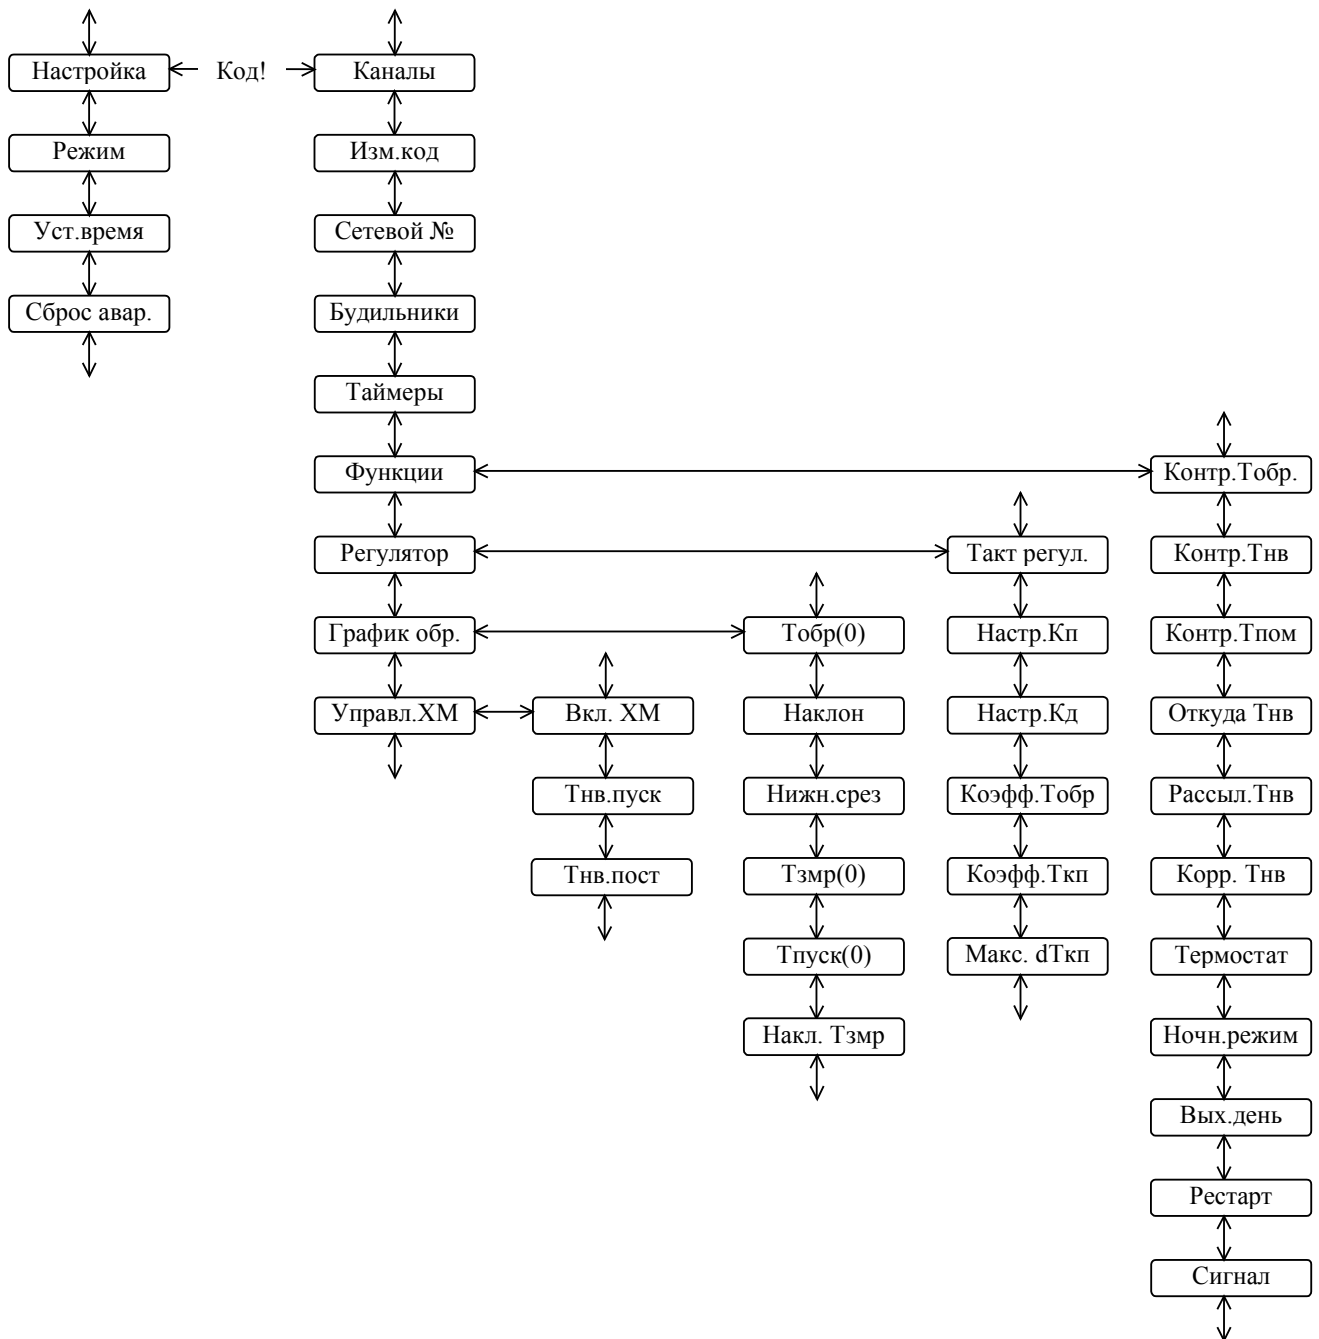 Настройка
Код!
Каналы
Режим
Изм.код
Уст.время
Сетевой №
Сброс авар.
Будильники
Таймеры
Функции
Контр.Тобр.
Регулятор
Такт регул.
Контр.Тнв
График обр.
Тобр(0)
Настр.Кп
Контр.Тпом
Управл.ХМ
Вкл. ХМ
Наклон
Настр.Кд
Откуда Тнв
Тнв.пуск
Нижн.срез
Коэфф.Тобр
Рассыл.Тнв
Тнв.пост
Тзмр(0)
Коэфф.Ткп
Корр. Тнв
Тпуск(0)
Макс. dТкп
Термостат
Накл. Тзмр
Ночн.режим
Вых.день
Рестарт
Сигнал